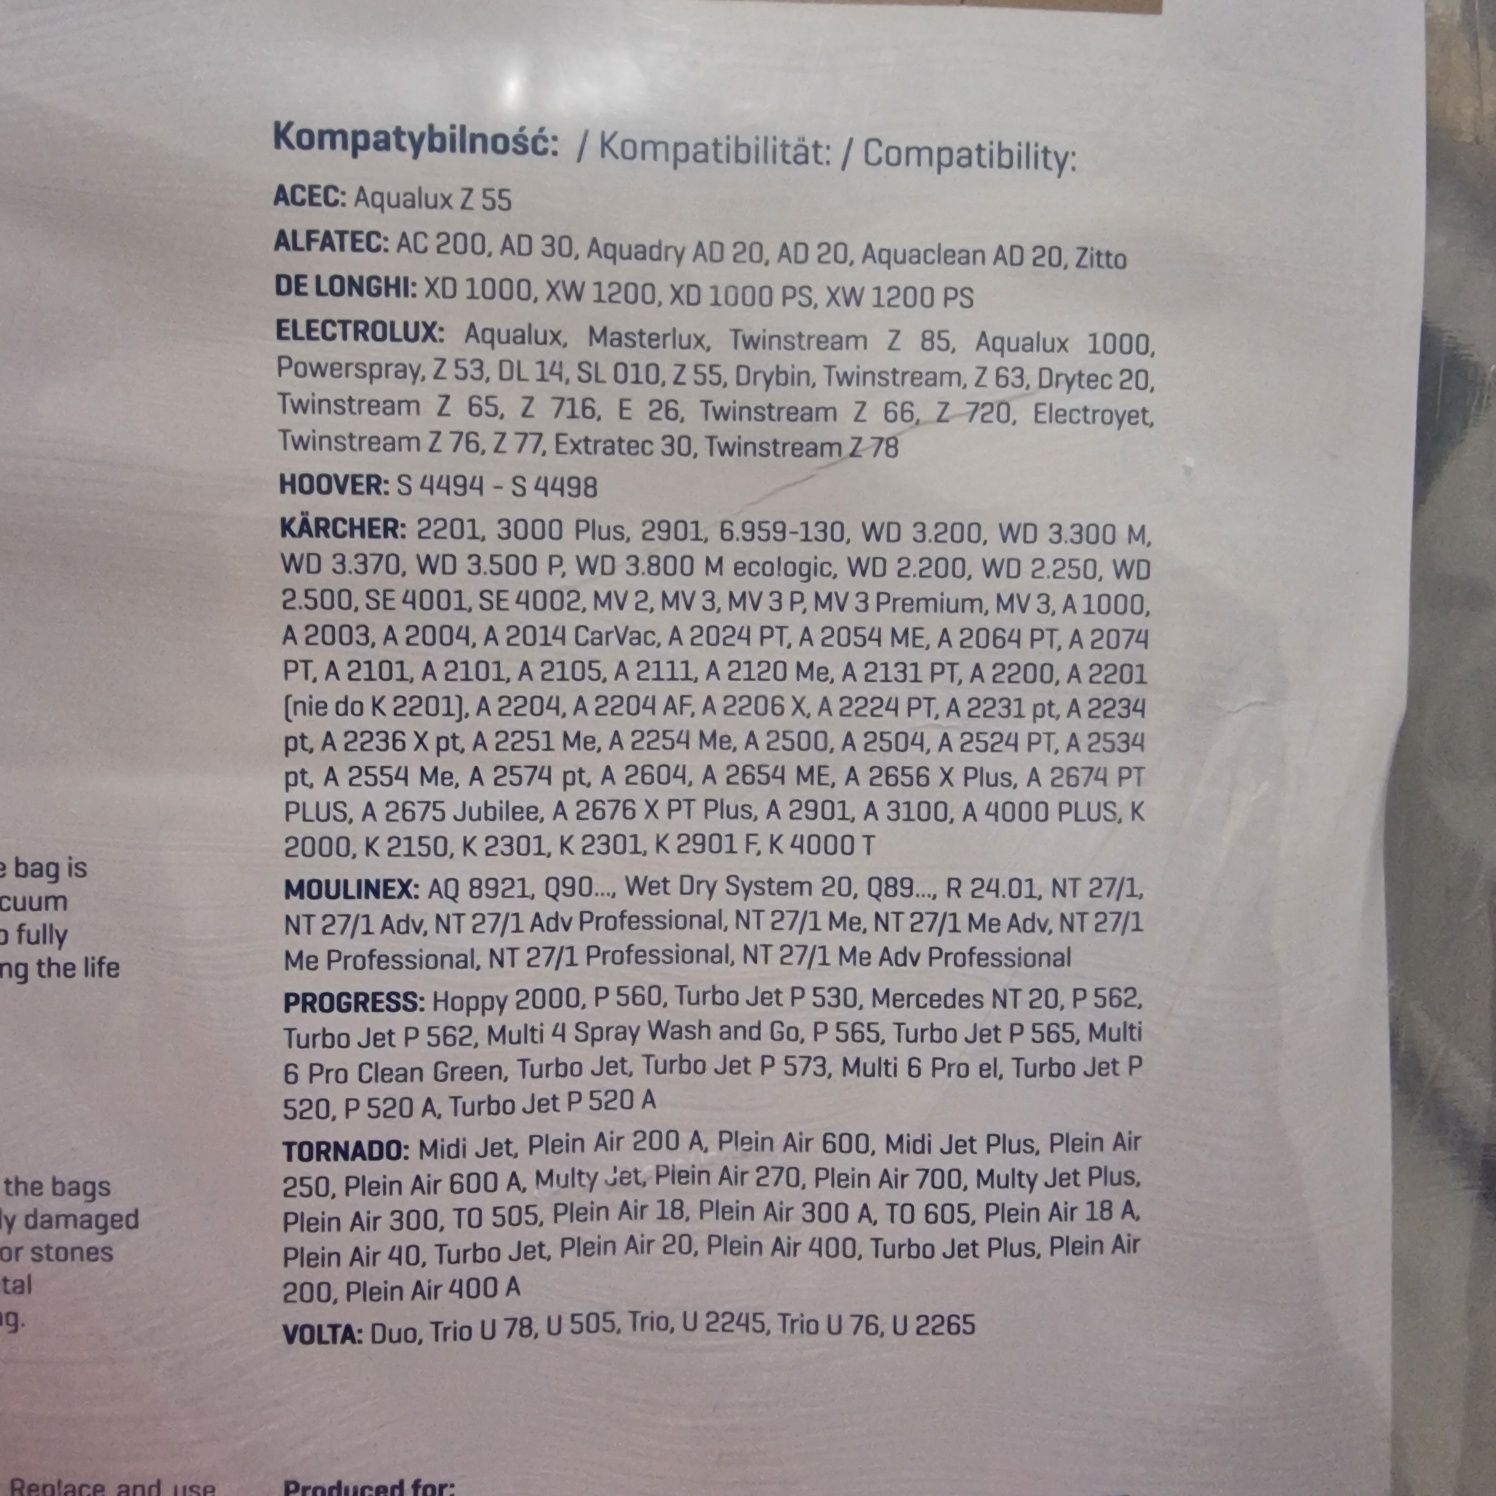 Kompatybilność: / Kompatibilität: / Compatibility:
ACEC: Aqualux Z 55
ALFATEC: AC 200, AD 30, Aquadry AD 20, AD 20, Aquaclean AD 20, Zitto
DE LONGHI: XD 1000, XW 1200, XD 1000 PS, XW 1200 PS
ELECTROLUX: Aqualux, Masterlux, Twinstream Z 85, Aqualux 1000,
Powerspray, Z 53, DL 14, SL 010, Z 55, Drybin, Twinstream, Z 63, Drytec 20,
Twinstream Z 65, Z 716, E 26, Twinstream Z 66, Z 720, Electroyet,
Twinstream Z 76, Z 77, Extratec 30, Twinstream Z 78
HOOVER: S 4494 - S 4498
KÄRCHER: 2201, 3000 Plus, 2901, 6.959-130, WD 3.200, WD 3.300 M,
WD 3.370, WD 3.500 P, WD 3.800 M ecologic, WD 2.200, WD 2.250, WD
2.500, SE 4001, SE 4002, MV 2, MV 3, MV 3 P, MV 3 Premium, MV 3, A 1000,
A 2003, A 2004, A 2014 CarVac, A 2024 PT, A 2054 ME, A 2064 PT, A 2074
PT, A 2101, A 2101, A 2105, A 2111, A 2120 Me, A 2131 PT, A 2200, A 2201
(nie do K 2201), A 2204, A 2204 AF, A 2206 X, A 2224 PT, A 2231 pt, A 2234
pt, A 2236 X pt, A 2251 Me, A 2254 Me, A 2500, A 2504, A 2524 PT, A 2534
pt, A 2554 Me, A 2574 pt, A 2604, A 2654 ME, A 2656 X Plus, A 2674 PT
PLUS, A 2675 Jubilee, A 2676 X PT Plus, A 2901, A 3100, A 4000 PLUS, K
2000, K 2150, K 2301, K 2301, K 2901 F, K 4000 T
MOULINEX: AQ 8921, Q90..., Wet Dry System 20, Q89..., R 24.01, NT 27/1,
NT 27/1 Adv, NT 27/1 Adv Professional, NT 27/1 Me, NT 27/1 Me Adv, NT 27/1
Me Professional, NT 27/1 Professional, NT 27/1 Me Adv Professional
PROGRESS: Hoppy 2000, P 560, Turbo Jet P 530, Mercedes NT 20, P 562,
Turbo Jet P 562, Multi 4 Spray Wash and Go, P 565, Turbo Jet P 565, Multi
6 Pro Clean Green, Turbo Jet, Turbo Jet P 573, Multi 6 Pro el, Turbo Jet P
520, P 520 A, Turbo Jet P 520 A
TORNADO: Midi Jet, Plein Air 200 A, Plein Air 600, Midi Jet Plus, Plein Air
250, Plein Air 600 A, Multy Jet, Plein Air 270, Plein Air 700, Multy Jet Plus,
Plein Air 300, TO 505, Plein Air 18, Plein Air 300 A, TO 605, Plein Air 18 A,
Plein Air 40, Turbo Jet, Plein Air 20, Plein Air 400, Turbo Jet Plus, Plein Air
200, Plein Air 400 A
VOLTA: Duo, Trio U 78, U 505, Trio, U 2245, Trio U 76, U 2265
Produced for:
bag is
fully
the life
the bags
damaged
or stones
Replace and use